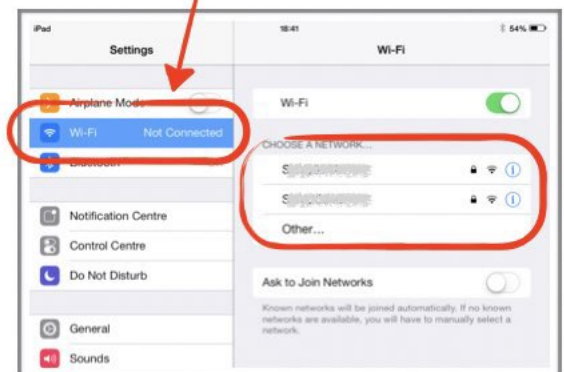 iPad
18:41
54%
Settings
Wi-Fi
Airplane Mode
Wi-Fi Not Connected
Bluetooth
Notification Centre
Control Centre
Do Not Disturb
General
Sounds
Wi-Fi
CHOOSE A NETWORK...
Other...
Ask to Join Networks
Known networks will be joined automatically. If no known
networks are available, you will have to manually select a
network.